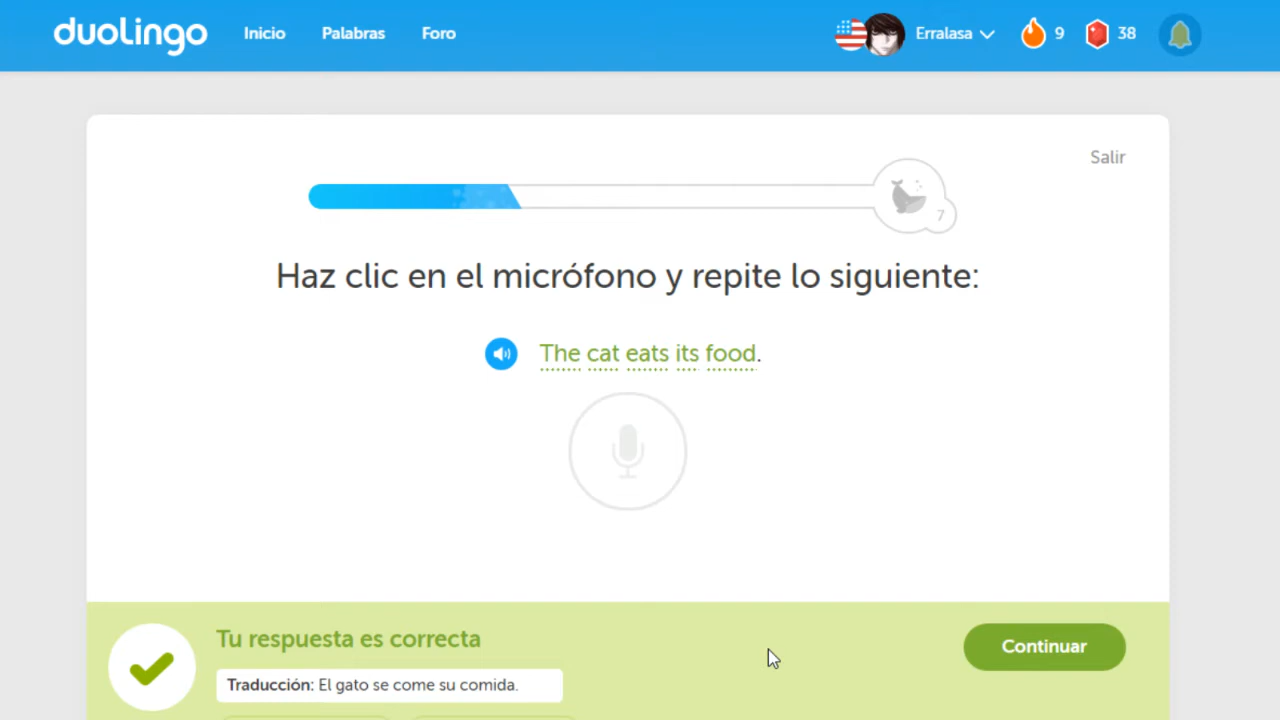 duolingo Inicio Palabras Foro Erralasa 9 38
Salir
7
Haz clic en el micrófono y repite lo siguiente:
The cat eats its food.
Tu respuesta es correcta
Continuar
Traducción: El gato se come su comida.